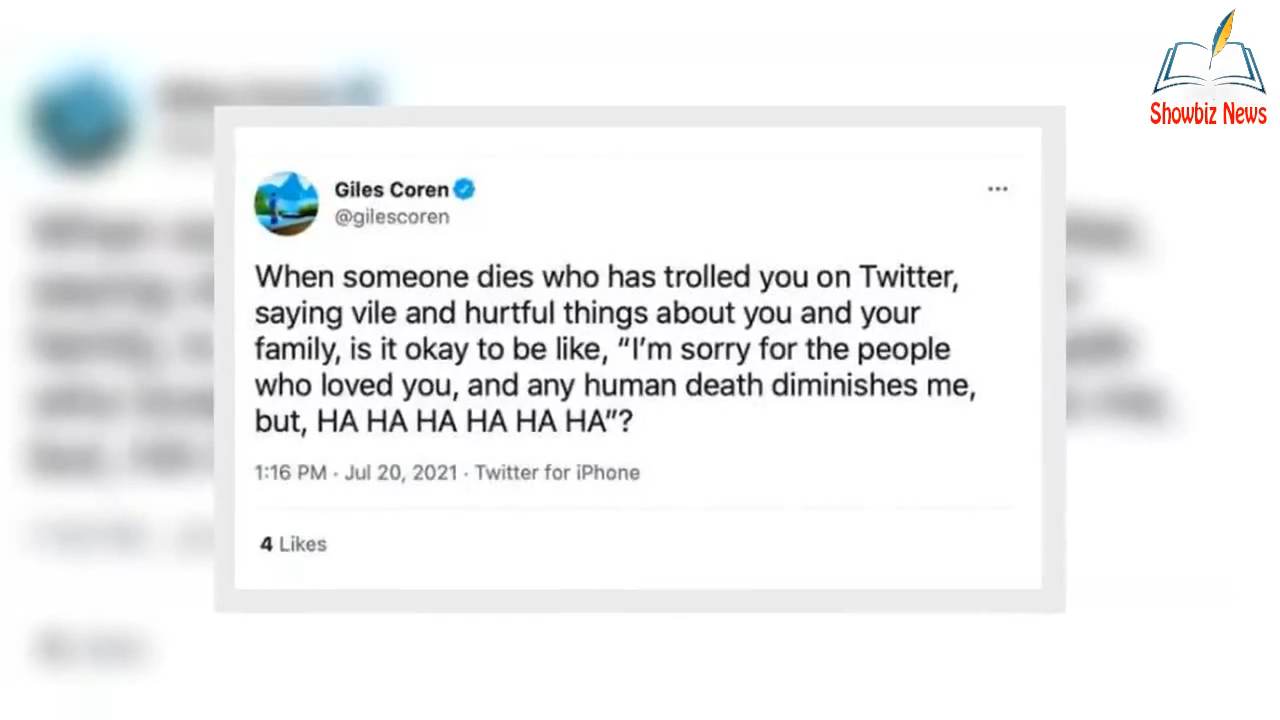 Showbiz News
Giles Coren
@gilescoren
When someone dies who has trolled you on Twitter,
saying vile and hurtful things about you and your
family, is it okay to be like, “I’m sorry for the people
who loved you, and any human death diminishes me,
but, HA HA HA HA HA HA”?
1:16 PM · Jul 20, 2021 · Twitter for iPhone
4 Likes